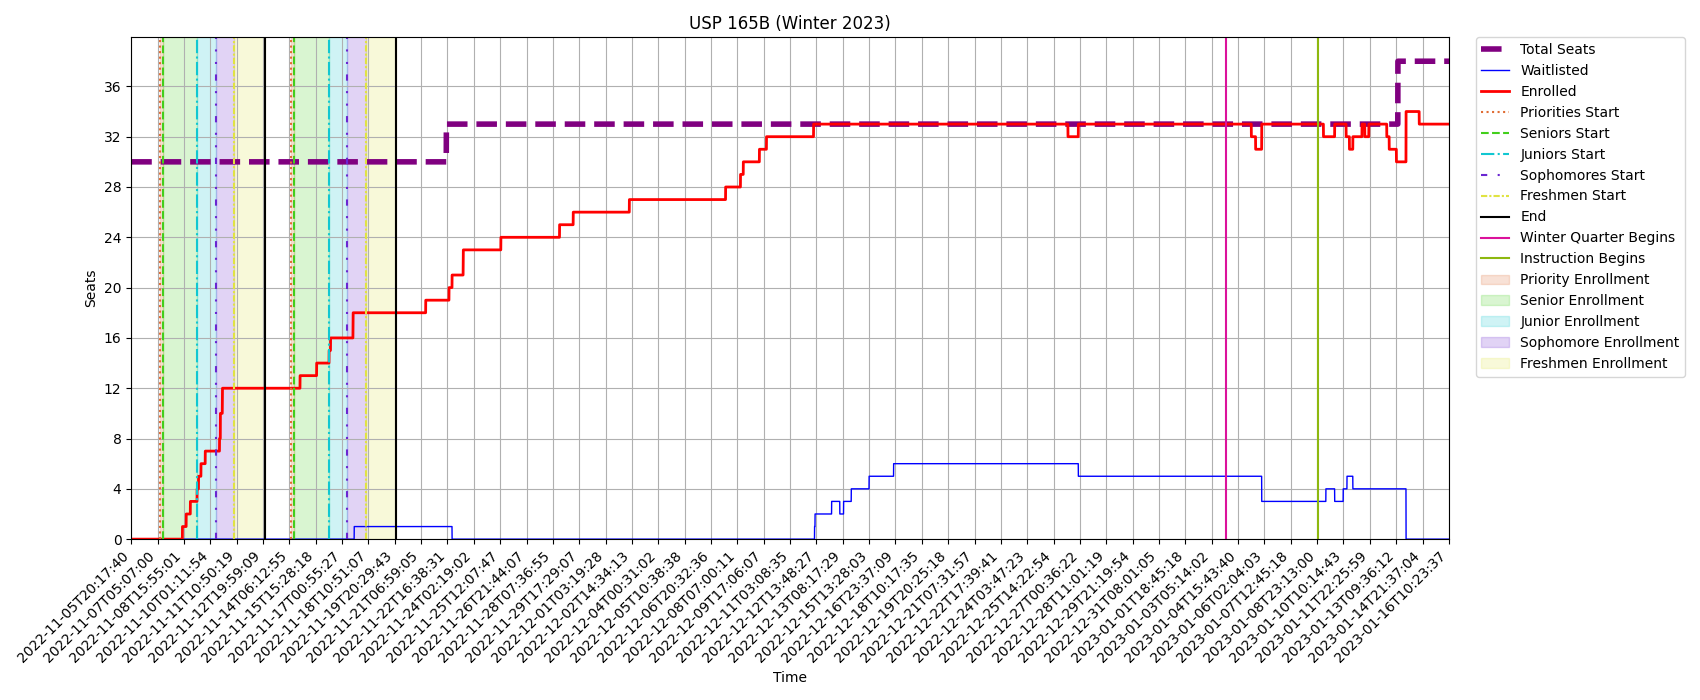 USP 165B (Winter 2023)
Seats
36
32
28
24
20
16
12
8
4
0
2022-11-05T20:17:40
2022-11-07T05:07:00
2022-11-08T15:55:01
2022-11-10T01:11:54
2022-11-11T10:50:19
2022-11-12T19:59:09
2022-11-14T06:12:55
2022-11-15T15:28:18
2022-11-17T00:55:27
2022-11-18T10:51:07
2022-11-19T20:29:43
2022-11-21T06:59:05
2022-11-22T16:38:31
2022-11-24T02:19:02
2022-11-25T12:07:47
2022-11-26T21:44:07
2022-11-28T07:36:55
2022-11-29T17:29:07
2022-12-01T03:19:28
2022-12-02T14:34:13
2022-12-04T00:31:02
2022-12-05T10:38:38
2022-12-06T20:32:36
2022-12-08T07:00:11
2022-12-09T17:06:07
2022-12-11T03:08:35
2022-12-12T13:48:27
2022-12-13T08:17:29
2022-12-15T13:28:03
2022-12-16T23:37:09
2022-12-18T10:17:35
2022-12-19T20:25:18
2022-12-21T07:31:57
2022-12-22T17:39:41
2022-12-24T03:47:23
2022-12-25T14:22:54
2022-12-27T00:36:22
2022-12-28T11:01:19
2022-12-29T21:19:54
2022-12-31T08:01:05
2023-01-01T18:45:18
2023-01-03T05:14:02
2023-01-04T15:43:40
2023-01-06T02:04:03
2023-01-07T12:45:18
2023-01-08T23:13:00
2023-01-10T10:14:43
2023-01-11T22:25:59
2023-01-13T09:36:12
2023-01-14T21:37:04
2023-01-16T10:23:37
Time
Total Seats
Waitlisted
Enrolled
Priorities Start
Seniors Start
Juniors Start
Sophomores Start
Freshmen Start
End
Winter Quarter Begins
Instruction Begins
Priority Enrollment
Senior Enrollment
Junior Enrollment
Sophomore Enrollment
Freshmen Enrollment